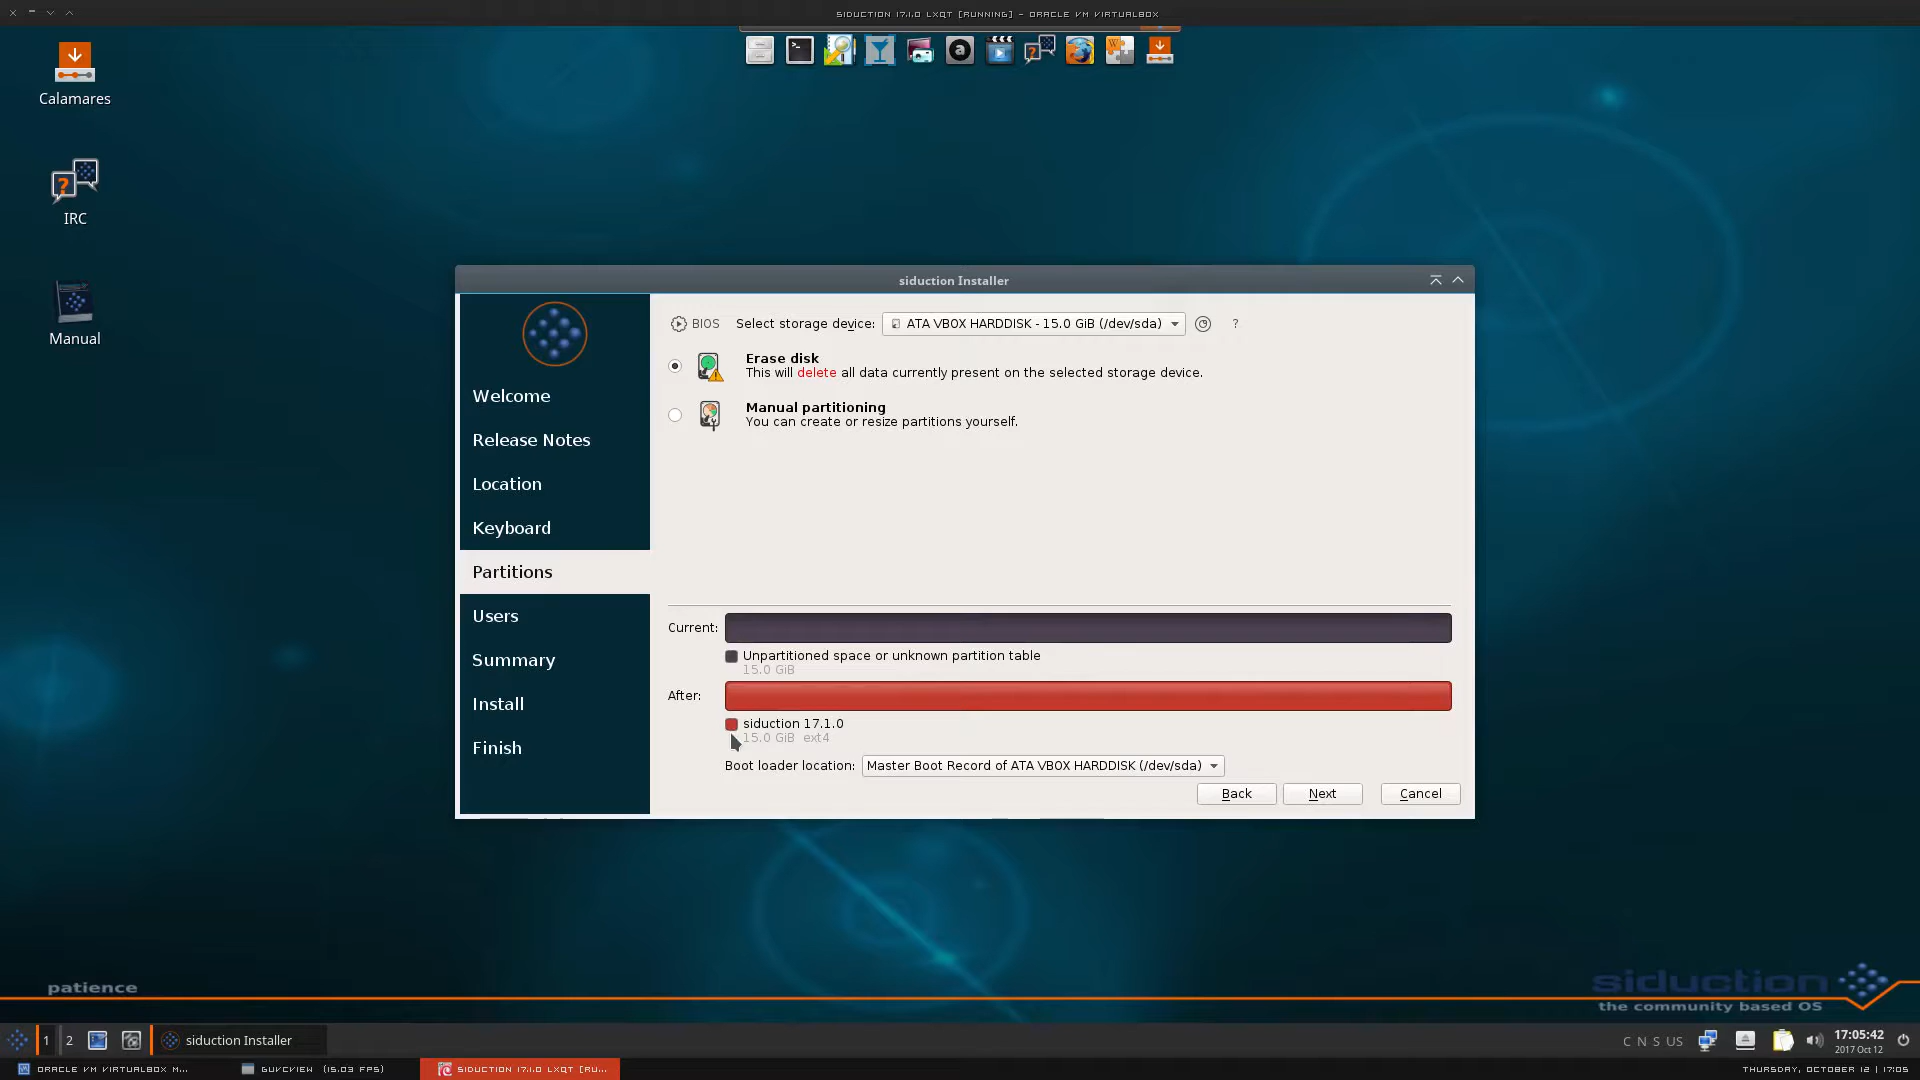 SIDUCTION 17.1.0 LXQT [RUNNING] - ORACLE VM VIRTUALBOX
Calamares
IRC
Manual
siduction Installer
Welcome
Release Notes
Location
Keyboard
Partitions
Users
Summary
Install
Finish
BIOS
Select storage device:
ATA VBOX HARDDISK - 15.0 GiB (/dev/sda)
?
Erase disk
This will delete all data currently present on the selected storage device.
Manual partitioning
You can create or resize partitions yourself.
Current:
Unpartitioned space or unknown partition table
15.0 GiB
After:
siduction 17.1.0
15.0 GiB ext4
Boot loader location:
Master Boot Record of ATA VBOX HARDDISK (/dev/sda)
Back
Next
Cancel
patience
siduction
the community based OS
1
2
siduction Installer
C N S US
17:05:42
2017 Oct 12
ORACLE VM VIRTUALBOX M...
GUVCVIEW (15.03 FPS)
SIDUCTION 17.1.0 LXQT [RU...
THURSDAY, OCTOBER 12 | 17:05